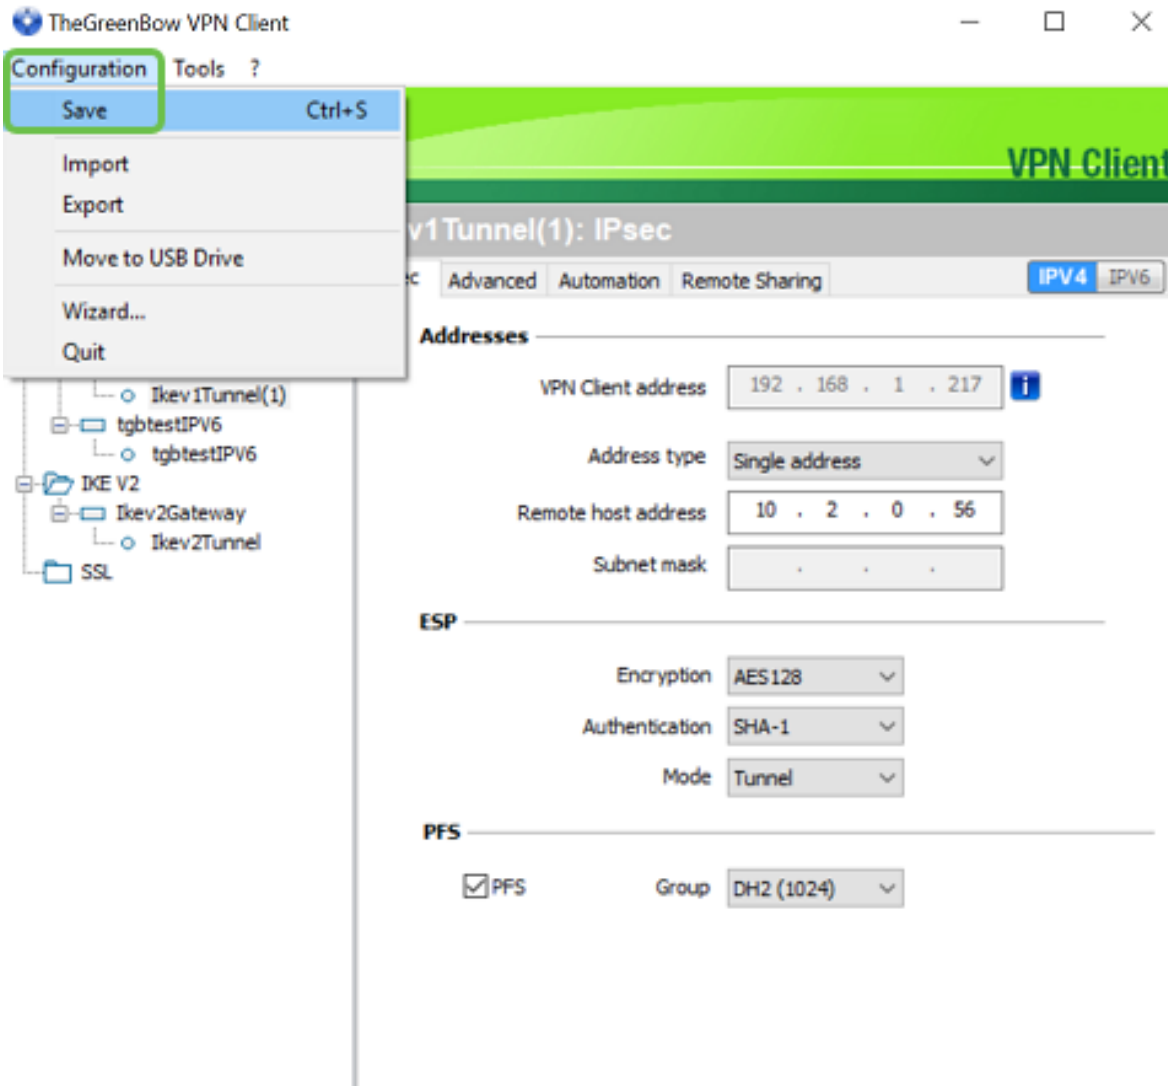 TheGreenBow VPN Client
Configuration Tools ?
Save Ctrl+S
Import
Export
Move to USB Drive
Wizard...
Quit
VPN Client
v1Tunnel(1): IPsec
Advanced Automation Remote Sharing IPV4 IPV6
Ikev1Tunnel(1)
tgbtestIPV6
tgbtestIPV6
IKE V2
Ikev2Gateway
Ikev2Tunnel
SSL
Addresses
VPN Client address 192 . 168 . 1 . 217
Address type Single address
Remote host address 10 . 2 . 0 . 56
Subnet mask . . .
ESP
Encryption AES128
Authentication SHA-1
Mode Tunnel
PFS
PFS Group DH2 (1024)